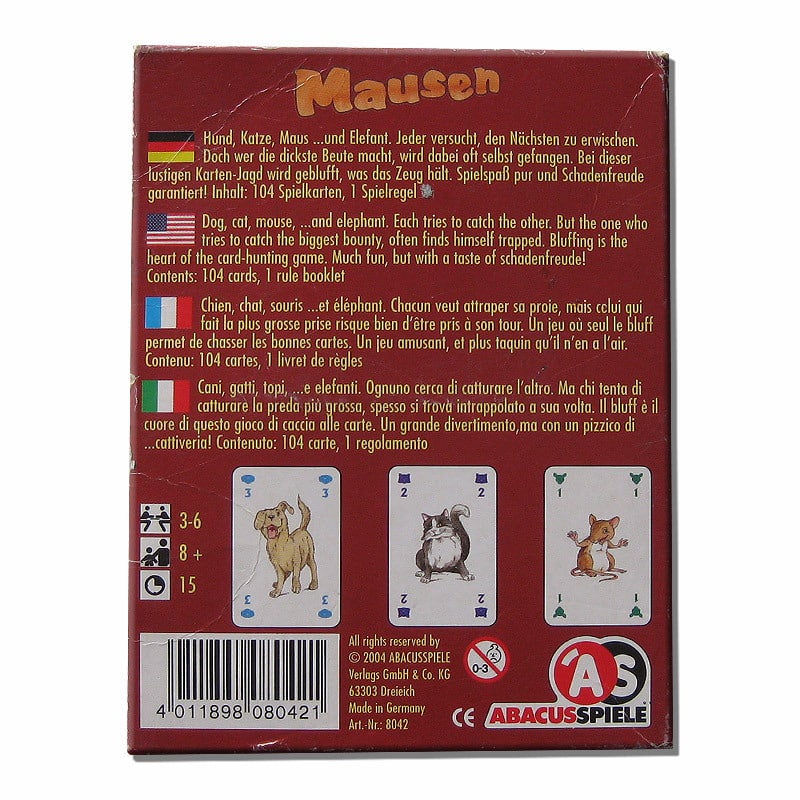 Mausen
Hund, Katze, Maus ...und Elefant. Jeder versucht, den Nächsten zu erwischen.
Doch wer die dickste Beute macht, wird dabei oft selbst gefangen. Bei dieser
lustigen Karten-Jagd wird geblufft, was das Zeug hält. Spielspaß pur und Schadenfreude
garantiert! Inhalt: 104 Spielkarten, 1 Spielregel
Dog, cat, mouse, ...and elephant. Each tries to catch the other. But the one who
tries to catch the biggest bounty, often finds himself trapped. Bluffing is the
heart of the card-hunting game. Much fun, but with a taste of schadenfreude!
Contents: 104 cards, 1 rule booklet
Chien, chat, souris ...et éléphant. Chacun veut attraper sa proie, mais celui qui
fait la plus grosse prise risque bien d'être pris à son tour. Un jeu où seul le bluff
permet de chasser les bonnes cartes. Un jeu amusant, et plus taquin qu'il n'en a l'air.
Contenu: 104 cartes, 1 livret de règles
Cani, gatti, topi, ...e elefanti. Ognuno cerca di catturare l'altro. Ma chi tenta di
catturare la preda più grossa, spesso si trova intrappolato a sua volta. Il bluff è il
cuore di questo gioco di caccia alle carte. Un grande divertimento,ma con un pizzico di
...cattiveria! Contenuto: 104 carte, 1 regolamento
3 3
2 2
1 1
3-6
8 +
15
3 3
2 2
1 1
All rights reserved by
© 2004 ABACUSSPIELE
Verlags GmbH & Co. KG
63303 Dreieich
Made in Germany
Art.-Nr.: 8042
4 011898 080421
0-3
CE
AS
ABACUSSPIELE